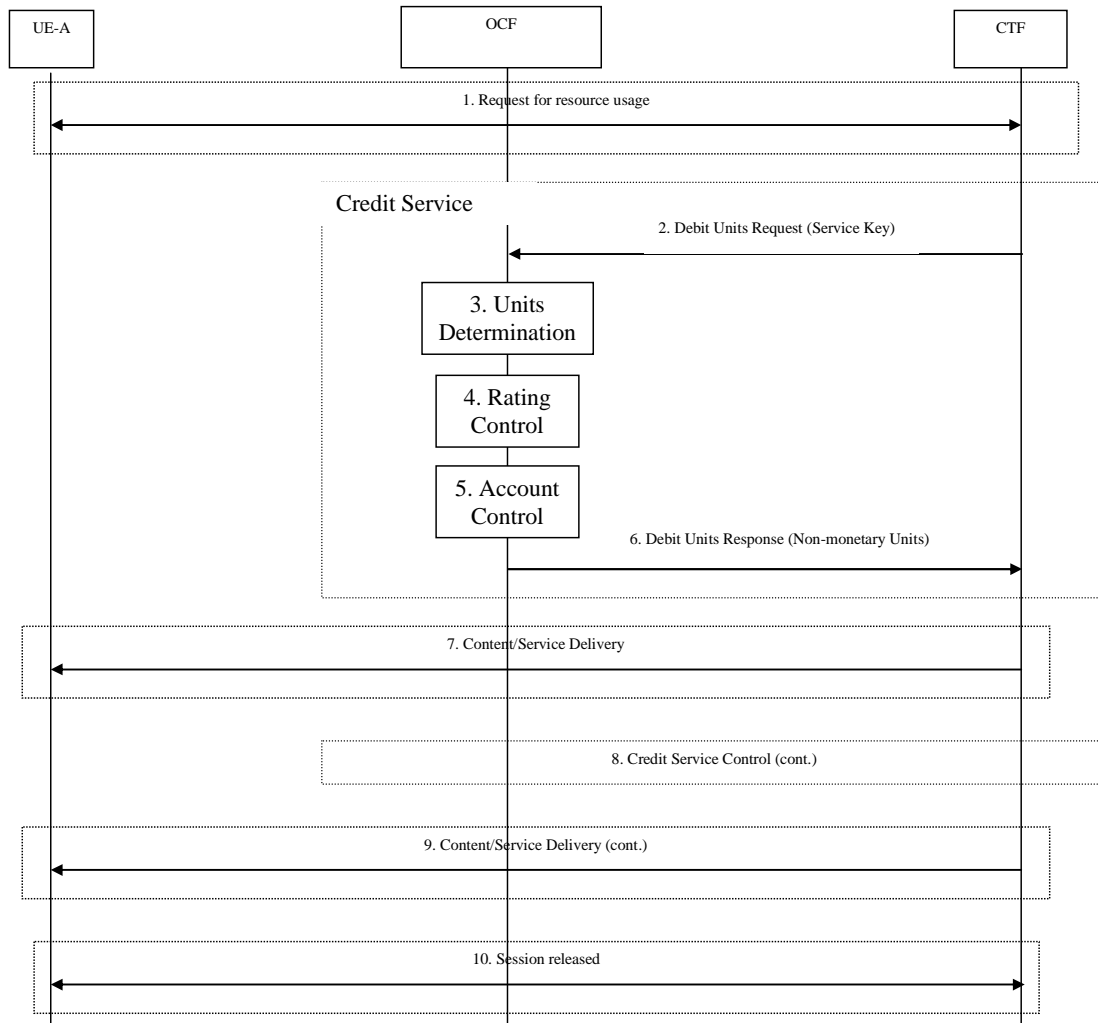 UE-A
OCF
CTF
1. Request for resource usage
Credit Service
2. Debit Units Request (Service Key)
3. Units
Determination
4. Rating
Control
5. Account
Control
6. Debit Units Response (Non-monetary Units)
7. Content/Service Delivery
8. Credit Service Control (cont.)
9. Content/Service Delivery (cont.)
10. Session released